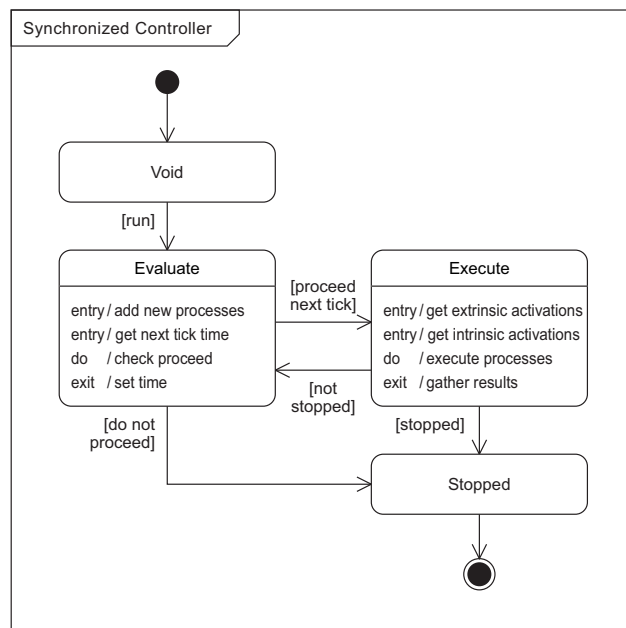 Synchronized Controller
Void
[run]
Evaluate
entry / add new processes
entry / get next tick time
do / check proceed
exit / set time
[proceed
next tick]
Execute
entry / get extrinsic activations
entry / get intrinsic activations
do / execute processes
exit / gather results
[not
stopped]
[do not
proceed]
[stopped]
Stopped